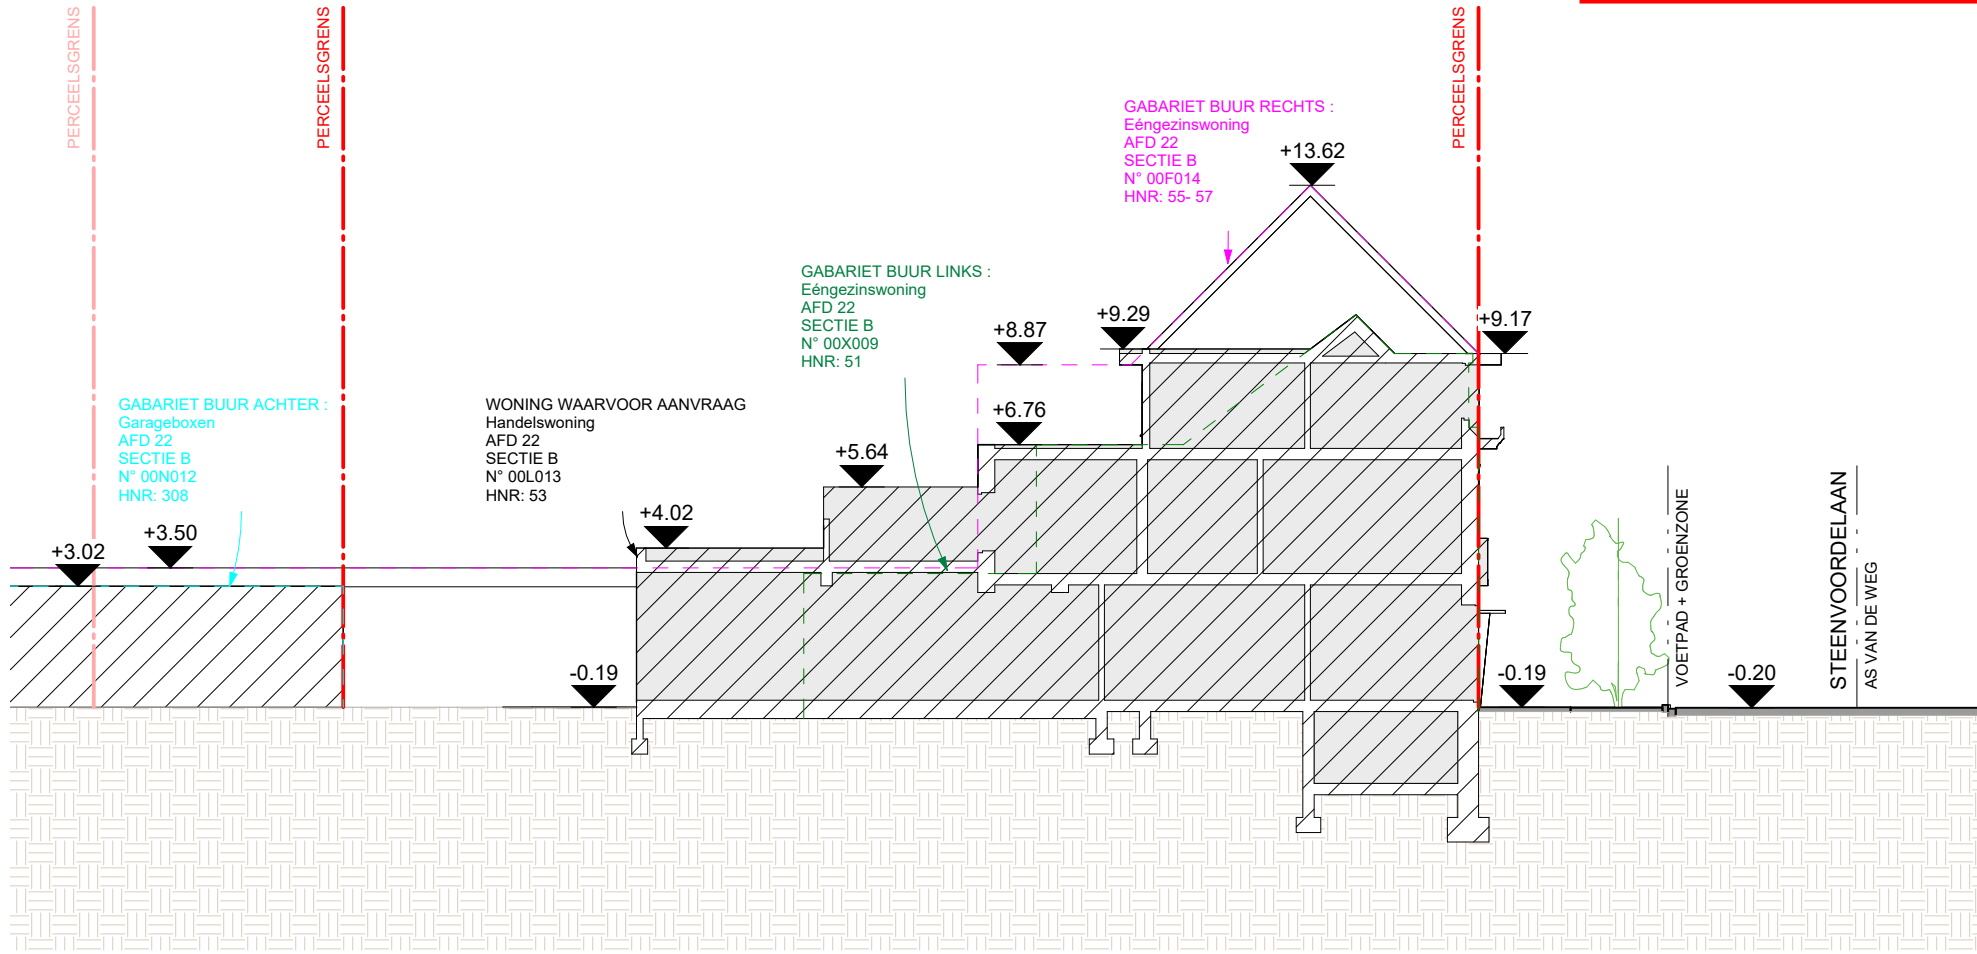 PERCEELSGRENS
PERCEELSGRENS
PERCEELSGRENS
GABARIET BUUR RECHTS :
Eéngezinswoning
AFD 22
SECTIE B
N° 00F014
HNR: 55- 57
+13.62
GABARIET BUUR LINKS :
Eéngezinswoning
AFD 22
SECTIE B
N° 00X009
HNR: 51
+8.87
+9.29
+9.17
GABARIET BUUR ACHTER :
Garageboxen
AFD 22
SECTIE B
N° 00N012
HNR: 308
WONING WAARVOOR AANVRAAG
Handelswoning
AFD 22
SECTIE B
N° 00L013
HNR: 53
+6.76
+5.64
+4.02
+3.50
+3.02
-0.19
-0.19
VOETPAD + GROENZONE
-0.20
STEENVOORDELAAN
AS VAN DE WEG